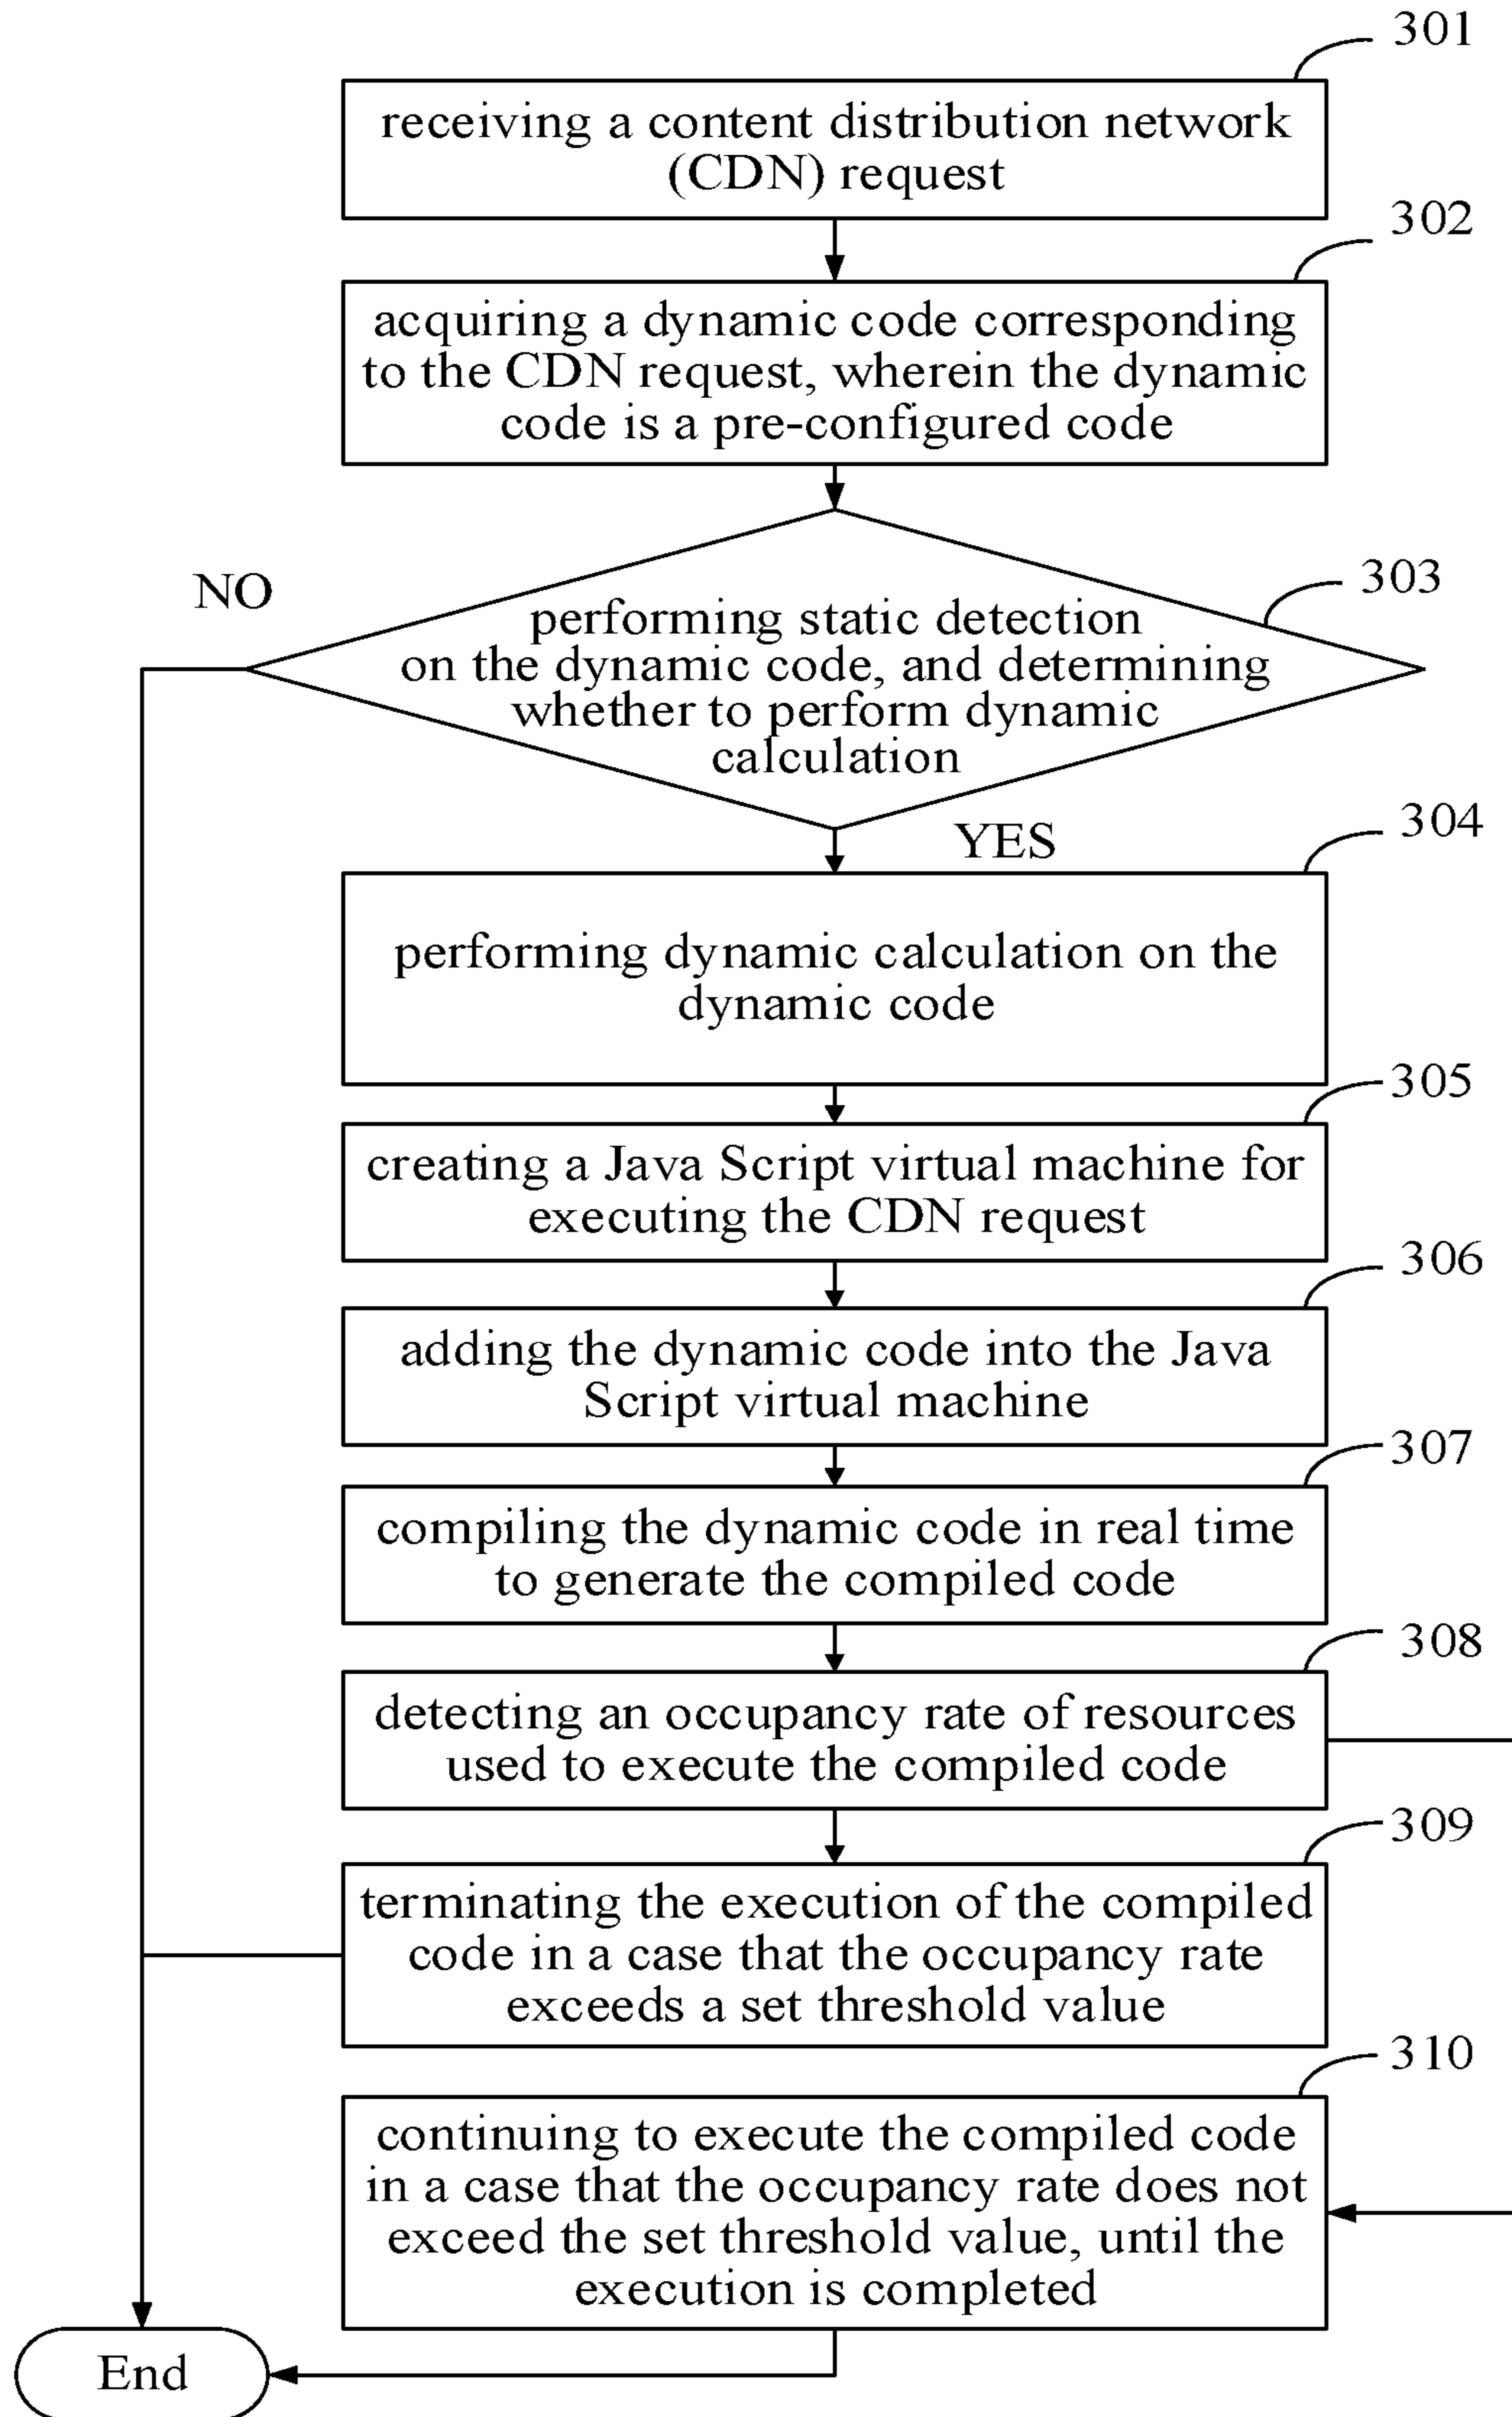 301
receiving a content distribution network
(CDN) request
302
acquiring a dynamic code corresponding
to the CDN request, wherein the dynamic
code is a pre-configured code
NO
303
performing static detection
on the dynamic code, and determining
whether to perform dynamic
calculation
YES
304
performing dynamic calculation on the
dynamic code
305
creating a Java Script virtual machine for
executing the CDN request
306
adding the dynamic code into the Java
Script virtual machine
307
compiling the dynamic code in real time
to generate the compiled code
308
detecting an occupancy rate of resources
used to execute the compiled code
309
terminating the execution of the compiled
code in a case that the occupancy rate
exceeds a set threshold value
310
continuing to execute the compiled code
in a case that the occupancy rate does not
exceed the set threshold value, until the
execution is completed
End